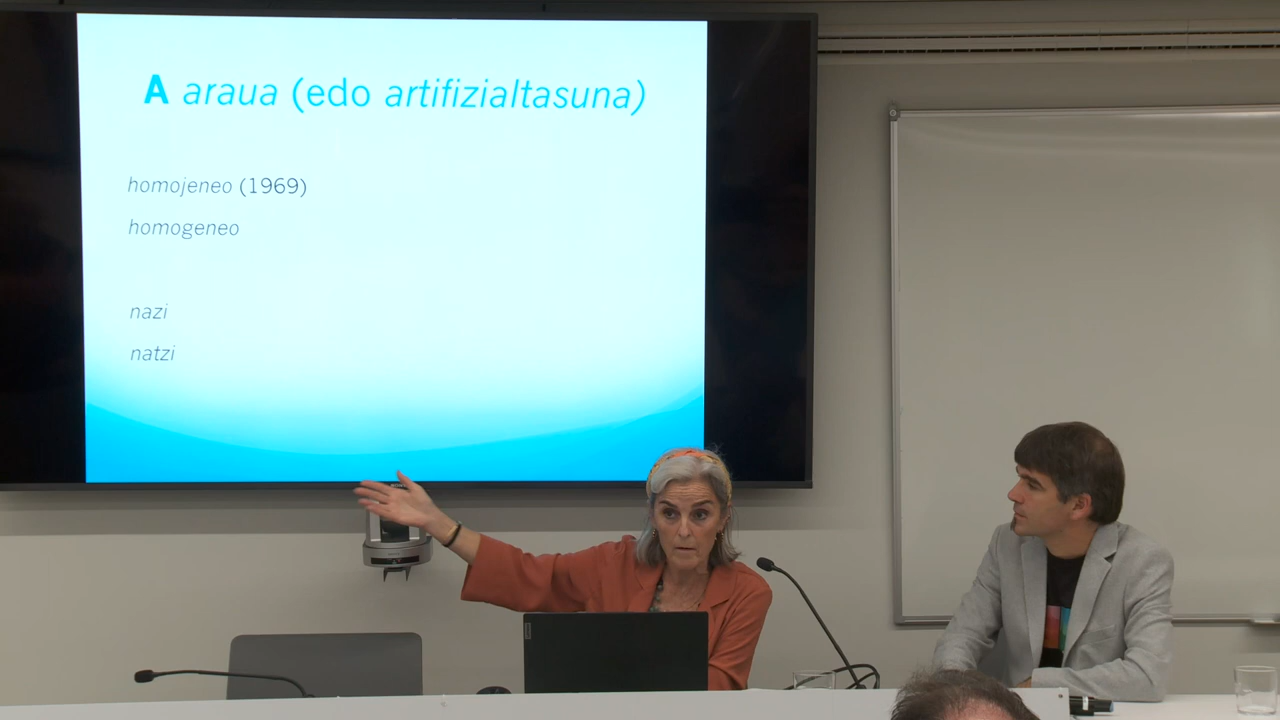 A araua (edo artifizialtasuna)
homojeneo (1969)
homogeneo
nazi
natzi